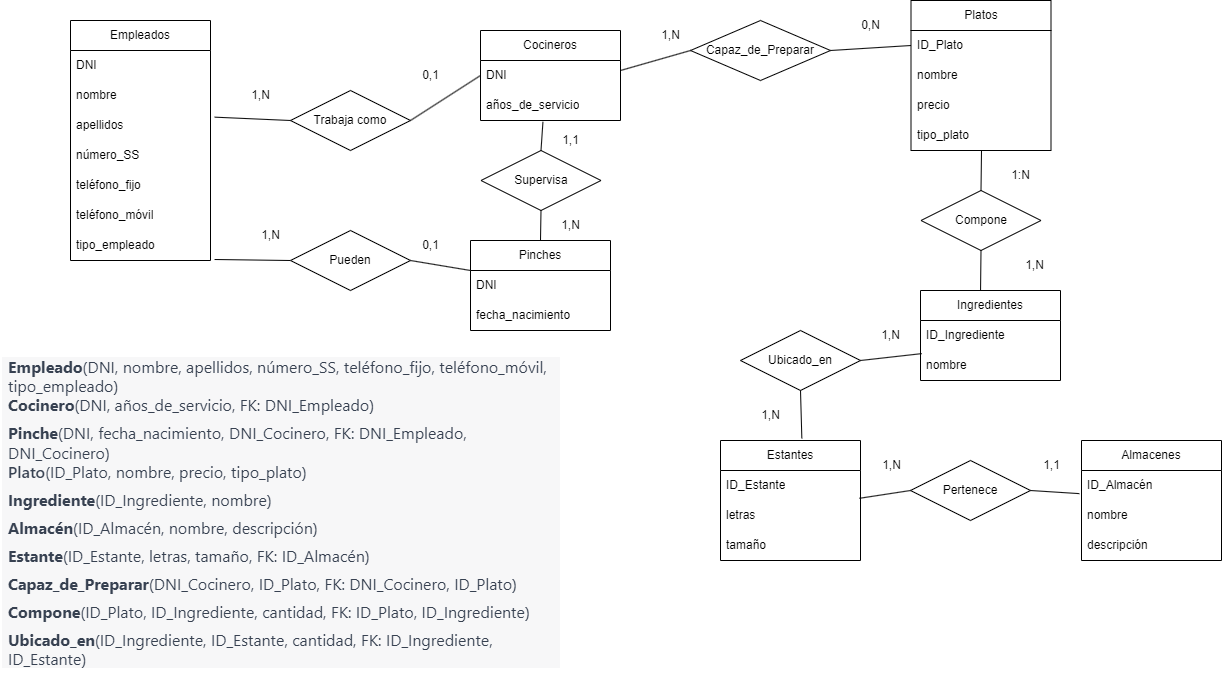 Empleados
DNI
nombre
apellidos
número_SS
teléfono_fijo
teléfono_móvil
tipo_empleado
1,N
Trabaja como
0,1
1,N
Pueden
0,1
Cocineros
DNI
años_de_servicio
1,1
Supervisa
1,N
Pinches
DNI
fecha_nacimiento
1,N
Capaz_de_Preparar
0,N
Platos
ID_Plato
nombre
precio
tipo_plato
1:N
Compone
1,N
Ingredientes
ID_Ingrediente
nombre
1,N
Ubicado_en
1,N
Estantes
ID_Estante
letras
tamaño
1,N
Pertenece
1,1
Almacenes
ID_Almacén
nombre
descripción
Empleado(DNI, nombre, apellidos, número_SS, teléfono_fijo, teléfono_móvil,
tipo_empleado)
Cocinero(DNI, años_de_servicio, FK: DNI_Empleado)
Pinche(DNI, fecha_nacimiento, DNI_Cocinero, FK: DNI_Empleado,
DNI_Cocinero)
Plato(ID_Plato, nombre, precio, tipo_plato)
Ingrediente(ID_Ingrediente, nombre)
Almacén(ID_Almacén, nombre, descripción)
Estante(ID_Estante, letras, tamaño, FK: ID_Almacén)
Capaz_de_Preparar(DNI_Cocinero, ID_Plato, FK: DNI_Cocinero, ID_Plato)
Compone(ID_Plato, ID_Ingrediente, cantidad, FK: ID_Plato, ID_Ingrediente)
Ubicado_en(ID_Ingrediente, ID_Estante, cantidad, FK: ID_Ingrediente,
ID_Estante)